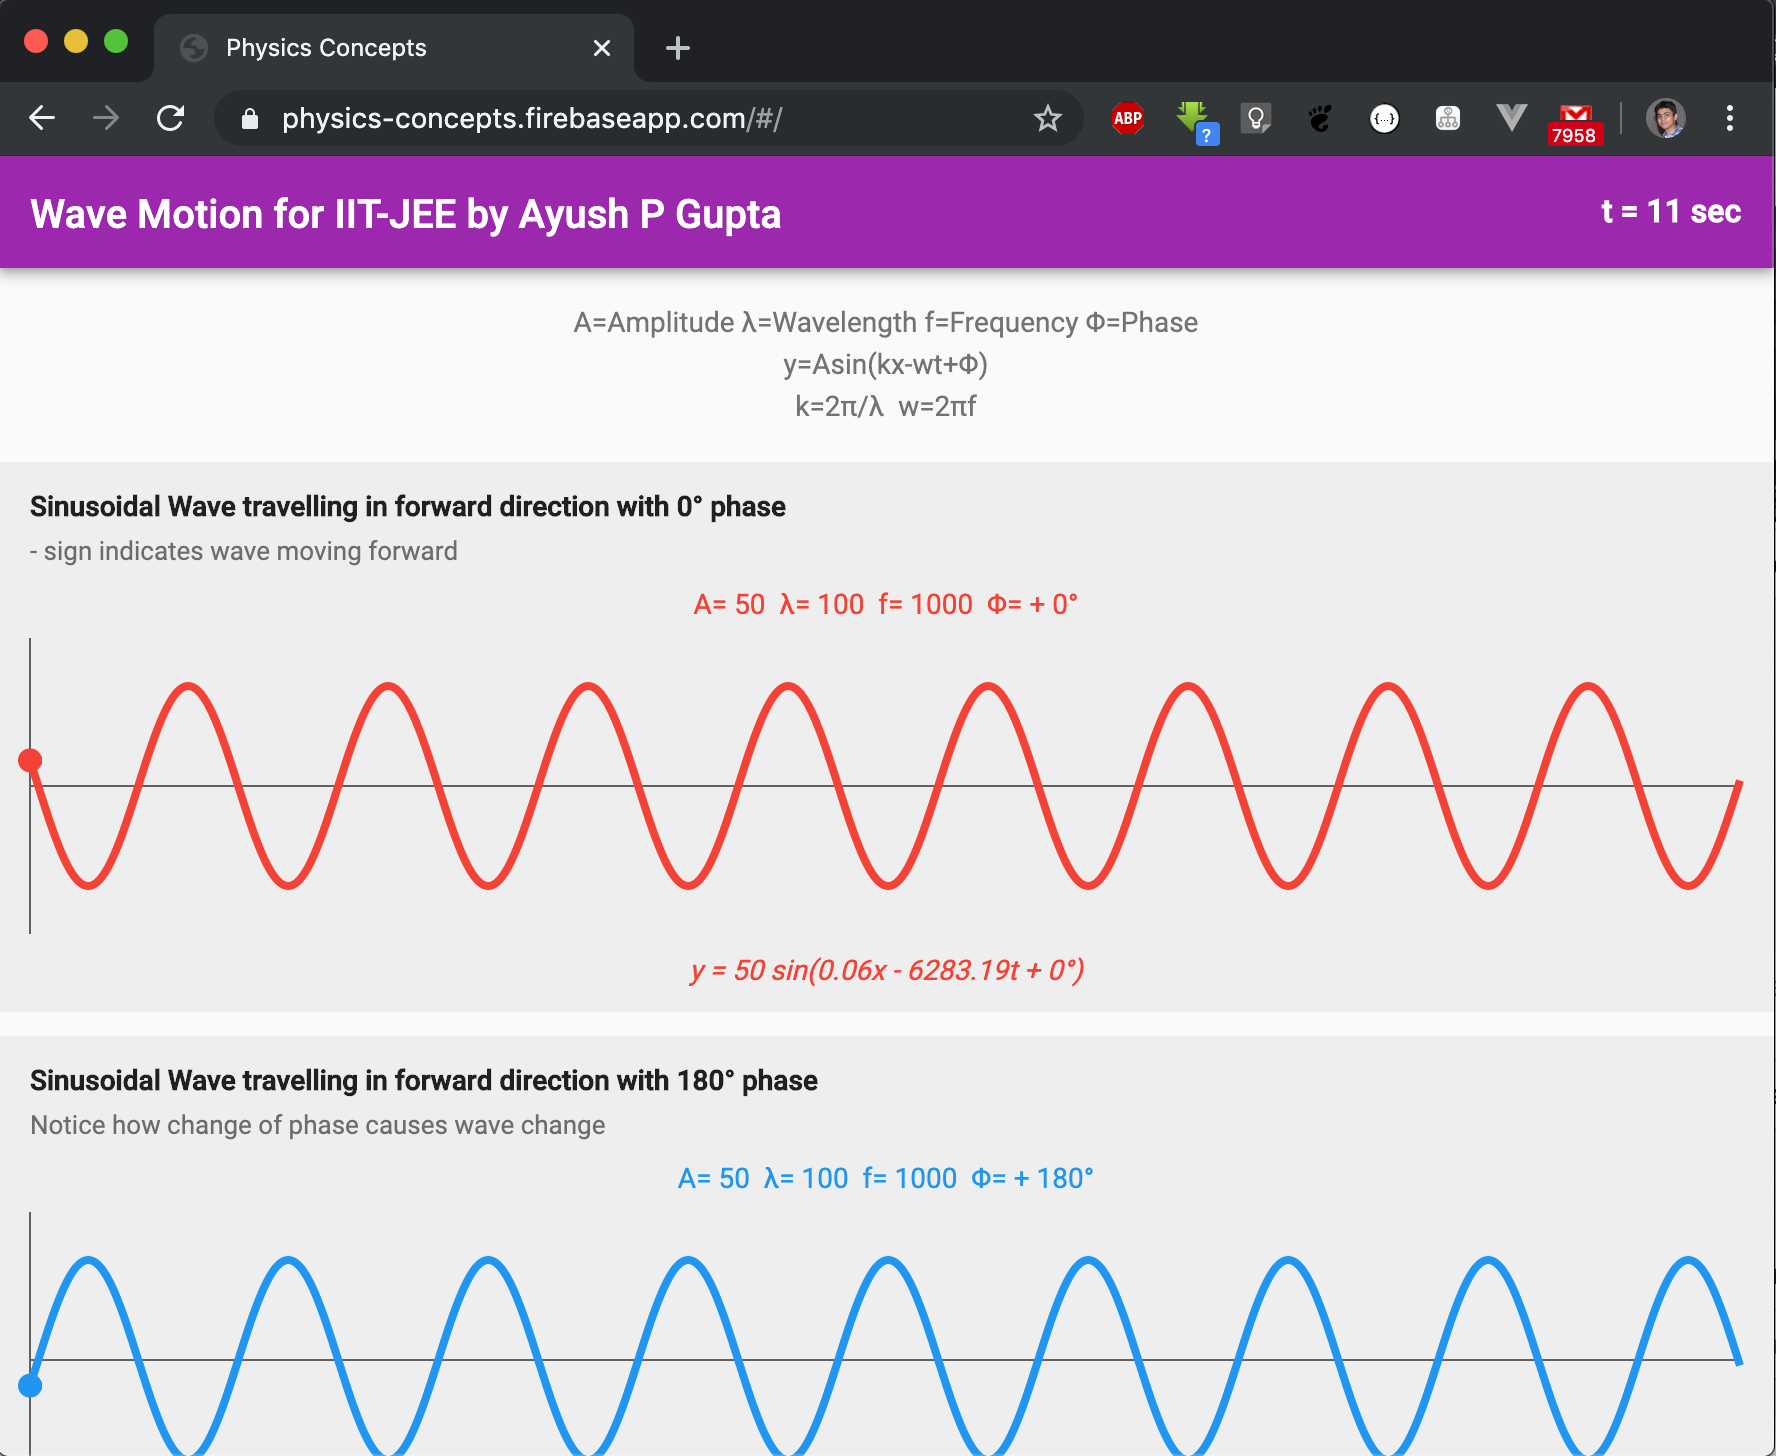 Physics Concepts
physics-concepts.firebaseapp.com/#/
ABP
?
{...}
7958
Wave Motion for IIT-JEE by Ayush P Gupta
t = 11 sec
A=Amplitude λ=Wavelength f=Frequency Φ=Phase
y=Asin(kx-wt+Φ)
k=2π/λ w=2πf
Sinusoidal Wave travelling in forward direction with 0° phase
- sign indicates wave moving forward
A= 50 λ= 100 f= 1000 Φ= + 0°
y = 50 sin(0.06x - 6283.19t + 0°)
Sinusoidal Wave travelling in forward direction with 180° phase
Notice how change of phase causes wave change
A= 50 λ= 100 f= 1000 Φ= + 180°